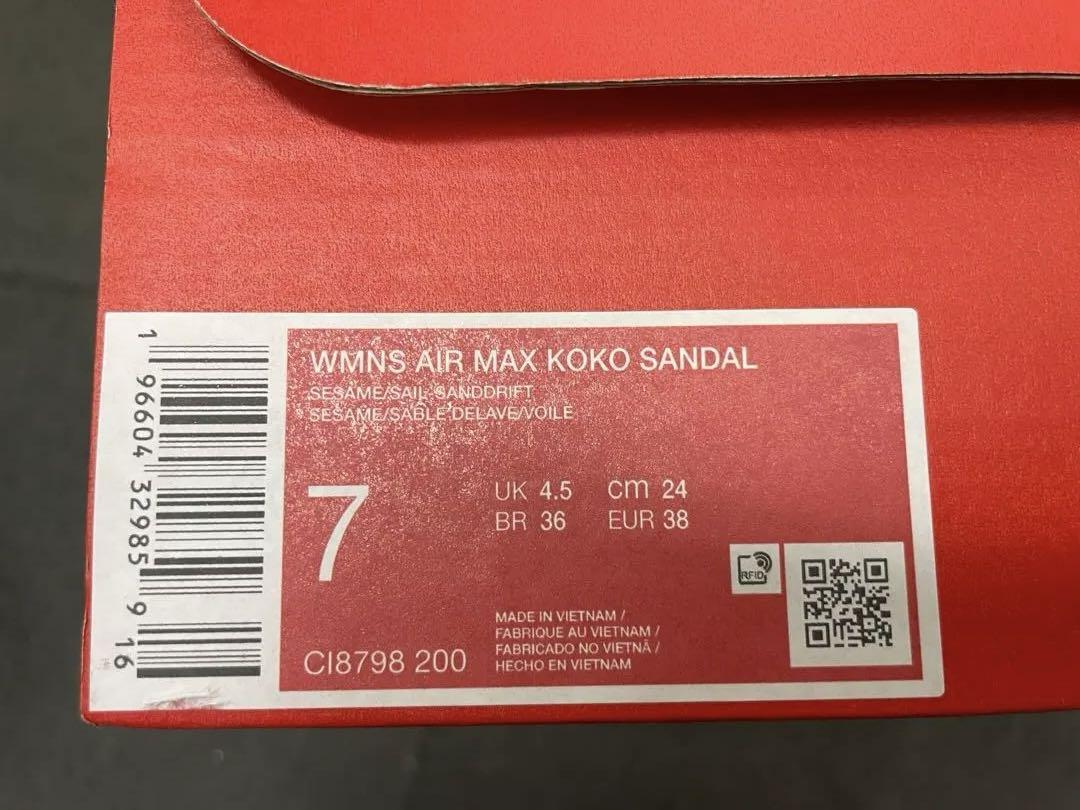 WMNS AIR MAX KOKO SANDAL
SESAME/SAIL-SANDDRIFT
SESAME/SABLE DELAVE/VOILE
7
UK 4.5 cm 24
BR 36 EUR 38
RFID
MADE IN VIETNAM /
FABRIQUE AU VIETNAM /
FABRICADO NO VIETNÃ /
HECHO EN VIETNAM
CI8798 200
1 96604 32985 9 16